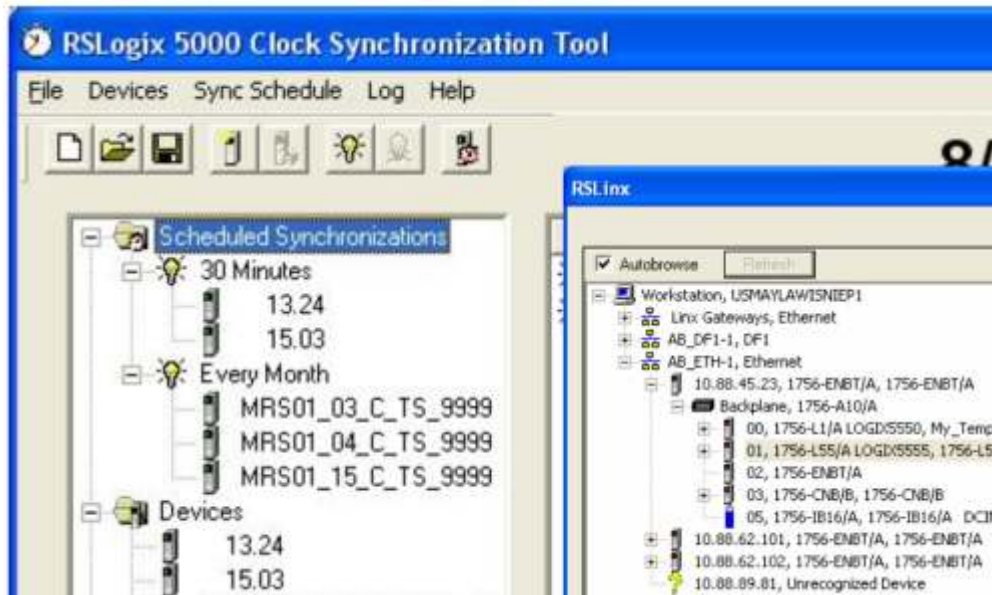 RSLogix 5000 Clock Synchronization Tool
File Devices Sync Schedule Log Help
8/
Scheduled Synchronizations
30 Minutes
13.24
15.03
Every Month
MRS01_03_C_TS_9999
MRS01_04_C_TS_9999
MRS01_15_C_TS_9999
Devices
13.24
15.03
RSLinx
Autobrowse Refresh
Workstation, USMAYLAWISNIEP1
Linx Gateways, Ethernet
AB_DF1-1, DF1
AB_ETH-1, Ethernet
10.88.45.23, 1756-ENBT/A, 1756-ENBT/A
Backplane, 1756-A10/A
00, 1756-L1/A LOGIX5550, My_Temp
01, 1756-L55/A LOGIX5555, 1756-L5
02, 1756-ENBT/A
03, 1756-CNB/B, 1756-CNB/B
05, 1756-IB16/A, 1756-IB16/A DCIN
10.88.62.101, 1756-ENBT/A, 1756-ENBT/A
10.88.62.102, 1756-ENBT/A, 1756-ENBT/A
10.88.89.81, Unrecognized Device